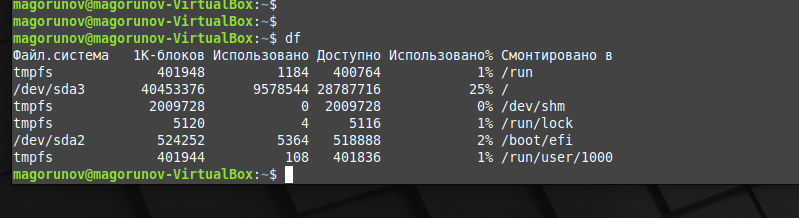 magorunov@magorunov-VirtualBox:~$
magorunov@magorunov-VirtualBox:~$
magorunov@magorunov-VirtualBox:~$ df
Файл.система 1K-блоков Использовано Доступно Использовано% Смонтировано в
tmpfs 401948 1184 400764 1% /run
/dev/sda3 40453376 9578544 28787716 25% /
tmpfs 2009728 0 2009728 0% /dev/shm
tmpfs 5120 4 5116 1% /run/lock
/dev/sda2 524252 5364 518888 2% /boot/efi
tmpfs 401944 108 401836 1% /run/user/1000
magorunov@magorunov-VirtualBox:~$